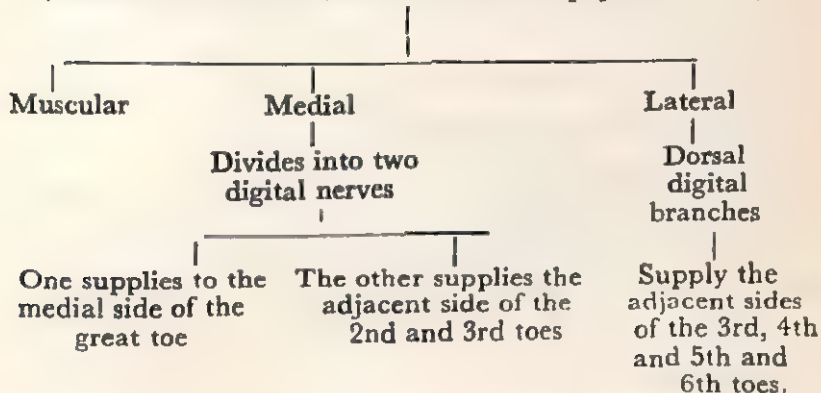 Muscular Medial Lateral
Divides into two
digital nerves
Dorsal
digital
branches
One supplies to the
medial side of the
great toe
The other supplies the
adjacent side of the
2nd and 3rd toes
Supply the
adjacent sides
of the 3rd, 4th
and 5th and
6th toes.